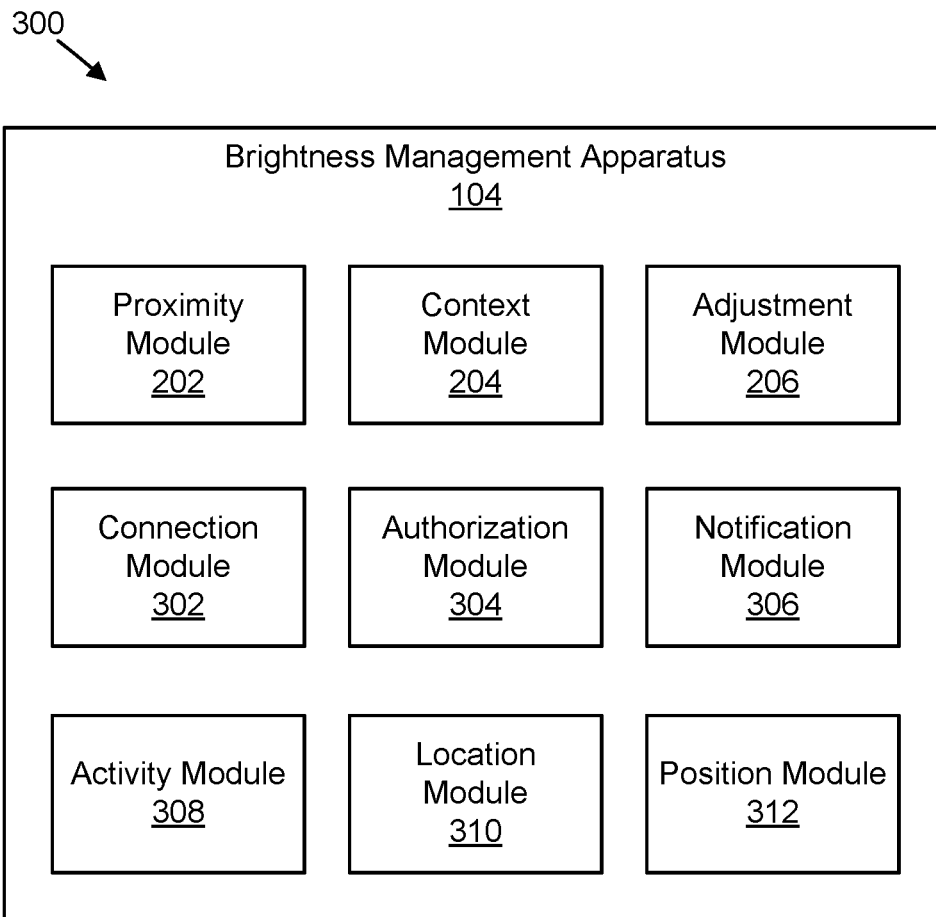 300
Brightness Management Apparatus
104
Proximity
Module
202
Context
Module
204
Adjustment
Module
206
Connection
Module
302
Authorization
Module
304
Notification
Module
306
Activity Module
308
Location
Module
310
Position Module
312